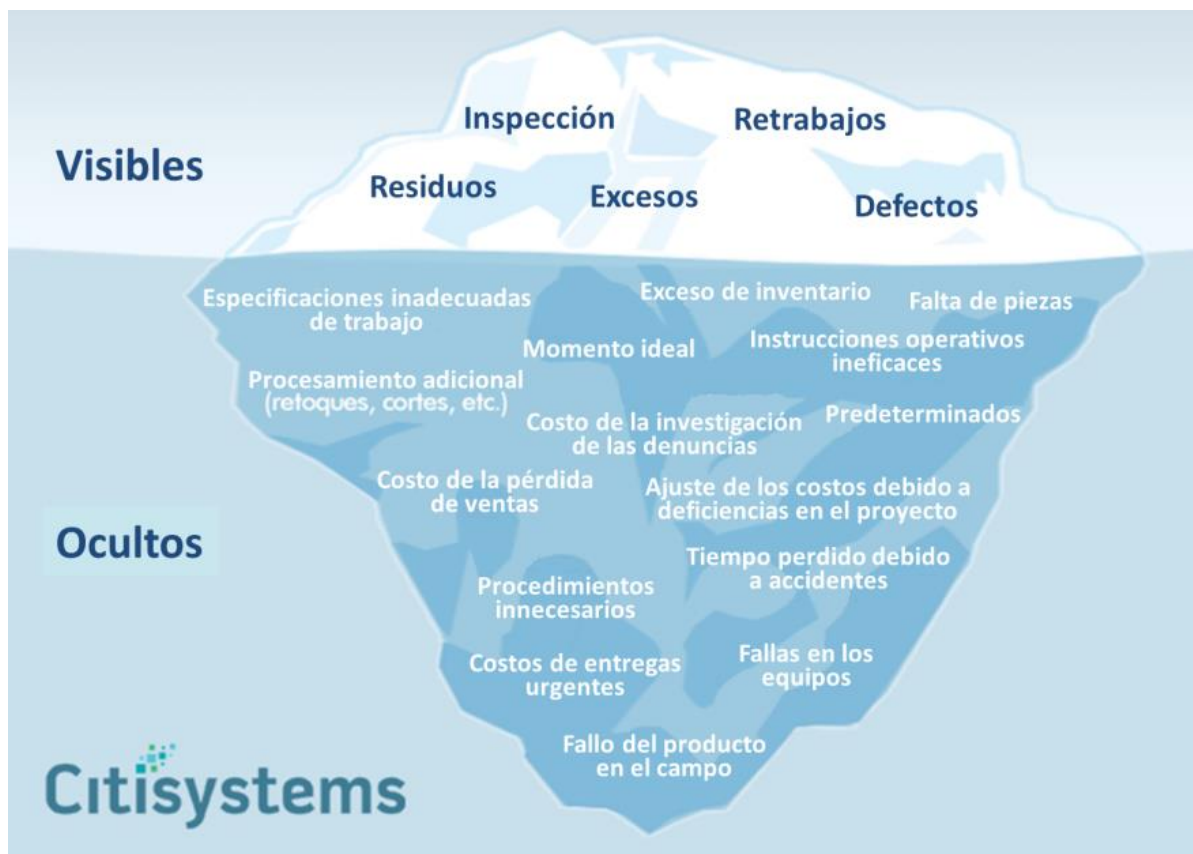 Visibles
Inspección
Retrabajos
Residuos
Excesos
Defectos
Especificaciones inadecuadas
de trabajo
Exceso de inventario
Falta de piezas
Momento ideal
Instrucciones operativos
ineficaces
Procesamiento adicional
(retoques, cortes, etc.)
Costo de la investigación
de las denuncias
Predeterminados
Costo de la pérdida
de ventas
Ajuste de los costos debido a
deficiencias en el proyecto
Ocultos
Tiempo perdido debido
a accidentes
Procedimientos
innecesarios
Costos de entregas
urgentes
Fallas en los
equipos
Fallo del producto
en el campo
Citisystems